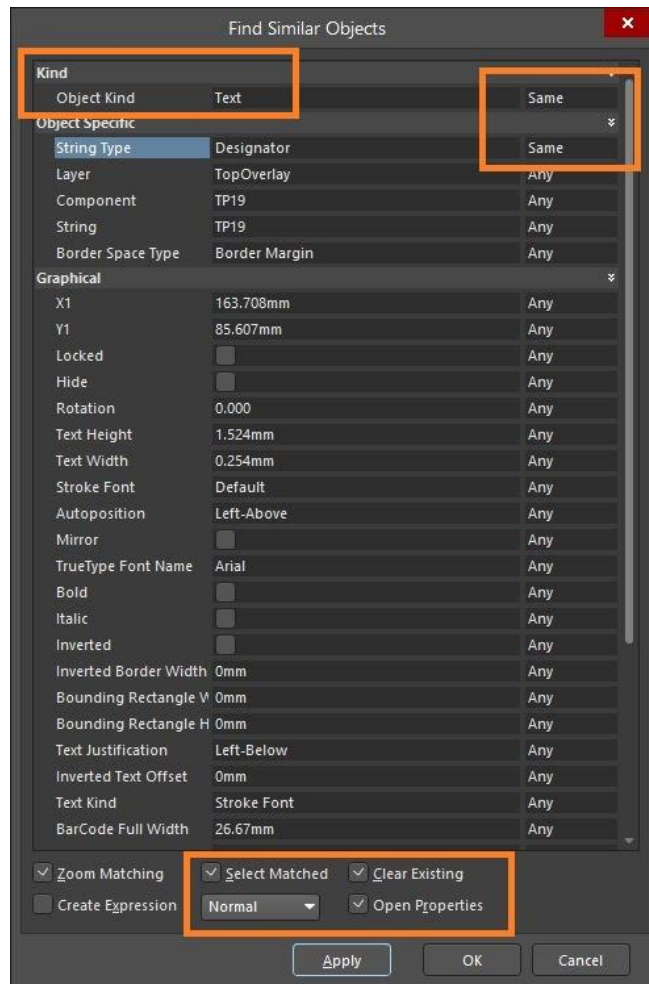 Find Similar Objects
Kind
Object Kind Text Same
Object Specific
String Type Designator Same
Layer TopOverlay Any
Component TP19 Any
String TP19 Any
Border Space Type Border Margin Any
Graphical
X1 163.708mm Any
Y1 85.607mm Any
Locked Any
Hide Any
Rotation 0.000 Any
Text Height 1.524mm Any
Text Width 0.254mm Any
Stroke Font Default Any
Autoposition Left-Above Any
Mirror Any
TrueType Font Name Arial Any
Bold Any
Italic Any
Inverted Any
Inverted Border Width 0mm Any
Bounding Rectangle W 0mm Any
Bounding Rectangle H 0mm Any
Text Justification Left-Below Any
Inverted Text Offset 0mm Any
Text Kind Stroke Font Any
BarCode Full Width 26.67mm Any
Zoom Matching Select Matched Clear Existing
Create Expression Normal Open Properties
Apply OK Cancel